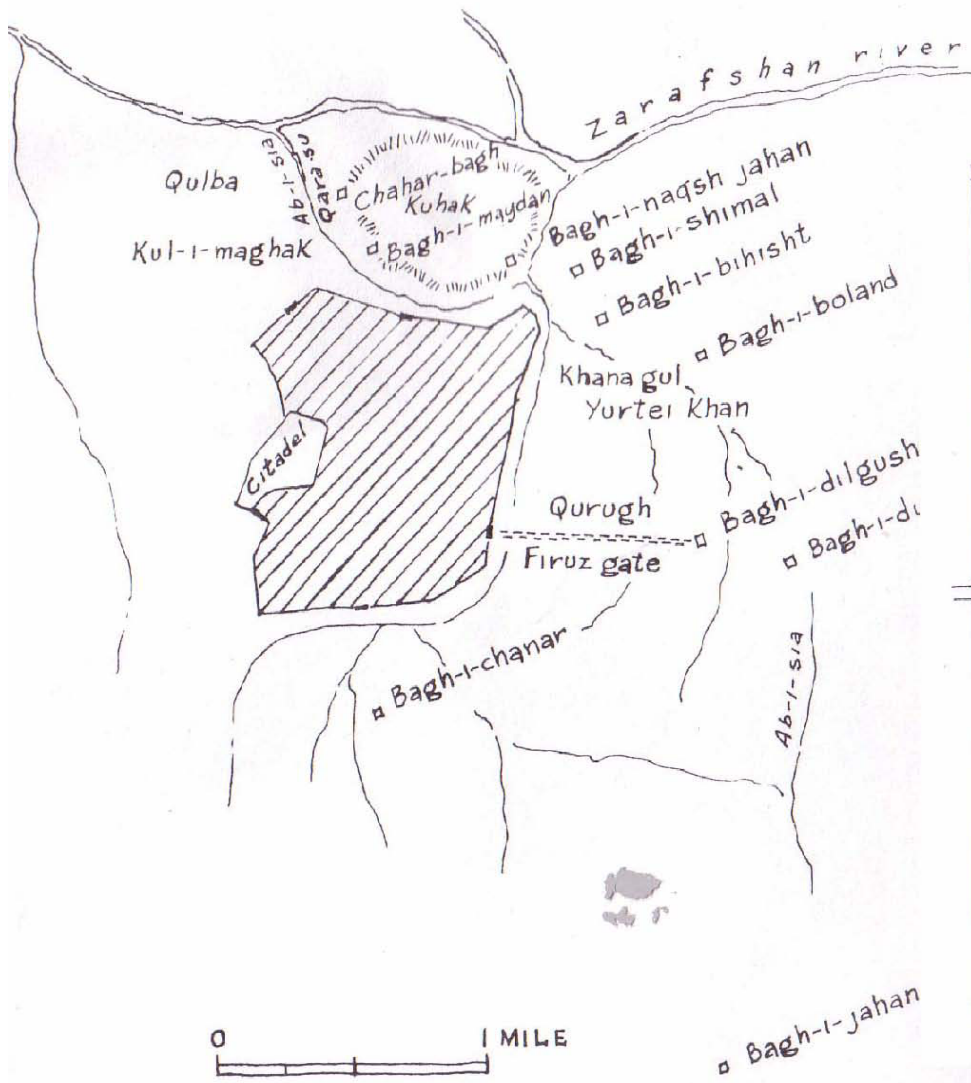 Zarafshan river
Qulba
Ab-i-sia
Qara-su
Chahar-bagh
Kuhak
Bagh-i-maydan
Kul-i-maghak
Bagh-i-naqsh jahan
Bagh-i-shimal
Bagh-i-bihisht
Bagh-i-boland
Khana gul
Yurtei Khan
Citadel
Qurugh
Bagh-i-dilgush
Firuz gate
Bagh-i-di
Bagh-i-chanar
Ab-i-sia
Bagh-i-jahan
0 1 MILE